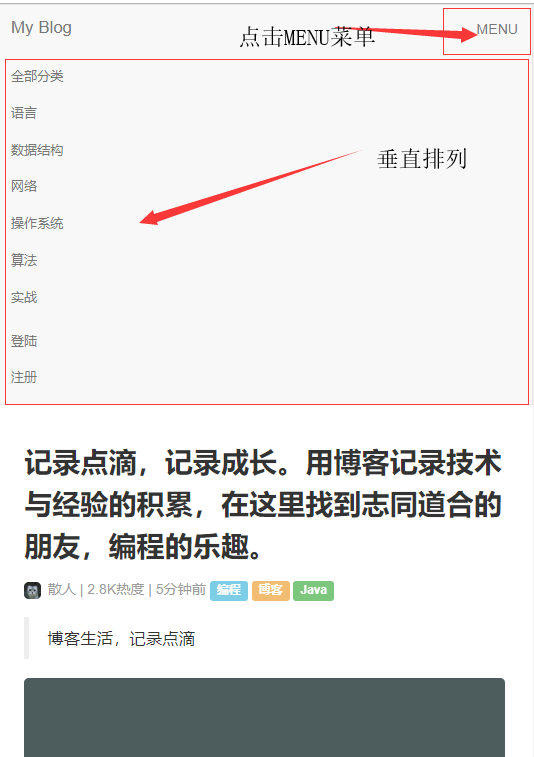 My Blog
点击MENU菜单
MENU
全部分类
语言
数据结构
垂直排列
网络
操作系统
算法
实战
登陆
注册
记录点滴，记录成长。用博客记录技术
与经验的积累，在这里找到志同道合的
朋友，编程的乐趣。
散人 | 2.8K热度 | 5分钟前 编程 博客 Java
博客生活，记录点滴